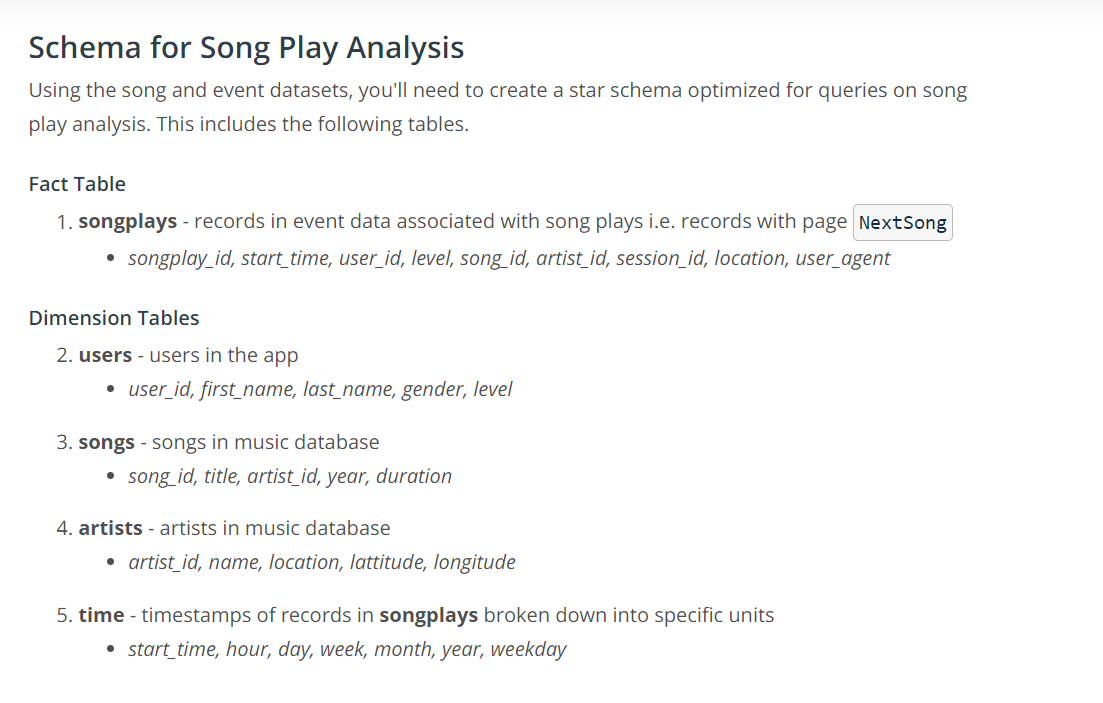 Schema for Song Play Analysis
Using the song and event datasets, you'll need to create a star schema optimized for queries on song
play analysis. This includes the following tables.
Fact Table
1. songplays - records in event data associated with song plays i.e. records with page NextSong
• songplay_id, start_time, user_id, level, song_id, artist_id, session_id, location, user_agent
Dimension Tables
2. users - users in the app
• user_id, first_name, last_name, gender, level
3. songs - songs in music database
• song_id, title, artist_id, year, duration
4. artists - artists in music database
• artist_id, name, location, lattitude, longitude
5. time - timestamps of records in songplays broken down into specific units
• start_time, hour, day, week, month, year, weekday